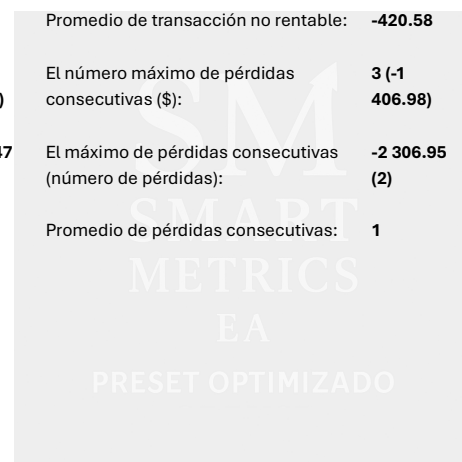 Promedio de transacción no rentable: -420.58
El número máximo de pérdidas 3 (-1
) consecutivas ($): 406.98)
47 El máximo de pérdidas consecutivas -2 306.95
(número de pérdidas): (2)
Promedio de pérdidas consecutivas: 1
SM
SMART
METRICS
EA
PRESET OPTIMIZADO